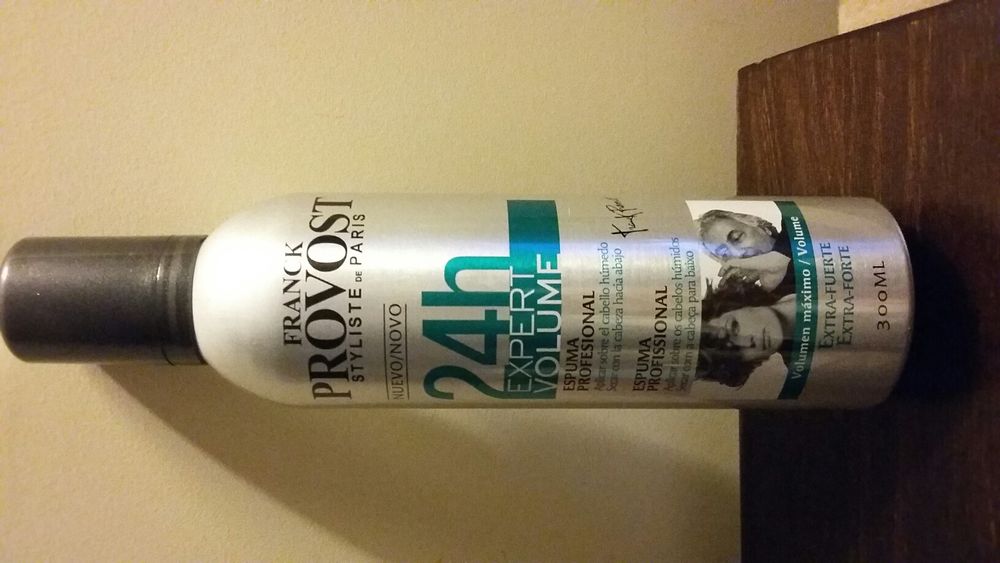 FRANCK
PROVOST
STYLISTE DE PARIS
NUEVO/NOVO
24h
EXPERT
VOLUME
ESPUMA
PROFESIONAL
Aplicar sobre el cabello húmedo
Secar con la cabeza hacia abajo
ESPUMA
PROFISSIONAL
Aplicar sobre os cabelos húmidos
Secar com a cabeça para baixo
Volumen máximo / Volume
EXTRA-FUERTE
EXTRA-FORTE
300ML